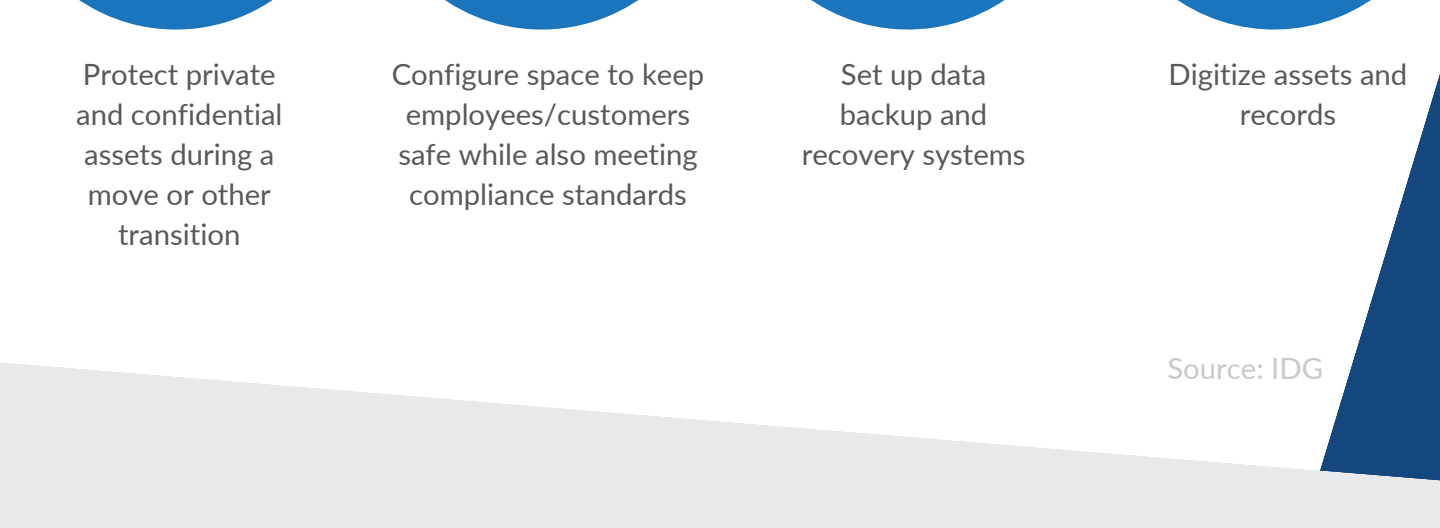 Protect private
and confidential
assets during a
move or other
transition
Configure space to keep
employees/customers
safe while also meeting
compliance standards
Set up data
backup and
recovery systems
Digitize assets and
records
Source: IDG